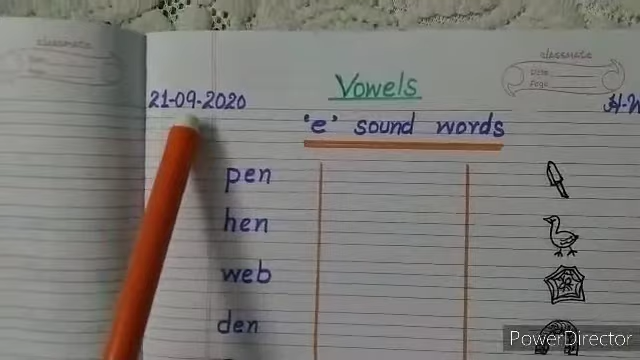 classmate
Vowels
classmate
Date
Page
21-09-2020
'e' sound words
pen
hen
web
den
PowerDirector